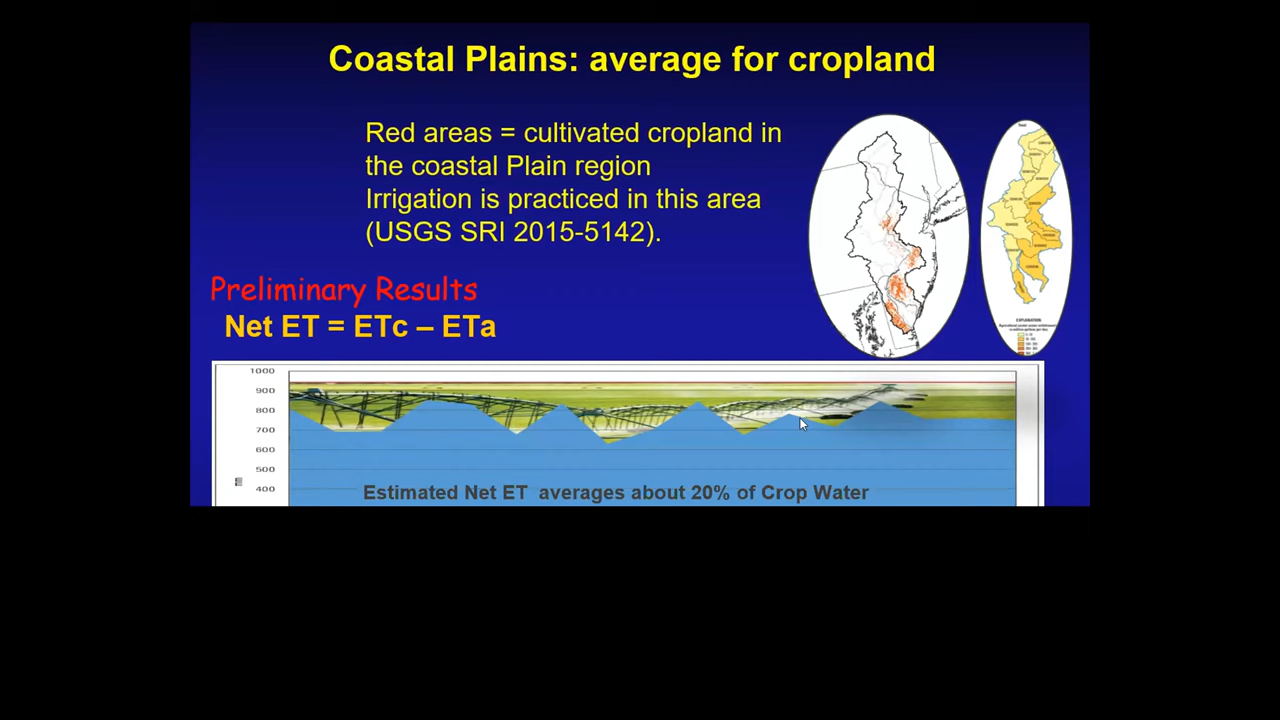 Coastal Plains: average for cropland
Red areas = cultivated cropland in
the coastal Plain region
Irrigation is practiced in this area
(USGS SRI 2015-5142).
Preliminary Results
Net ET = ETc – ETa
EXPLANATION
1000
900
800
700
600
500
400
Estimated Net ET averages about 20% of Crop Water